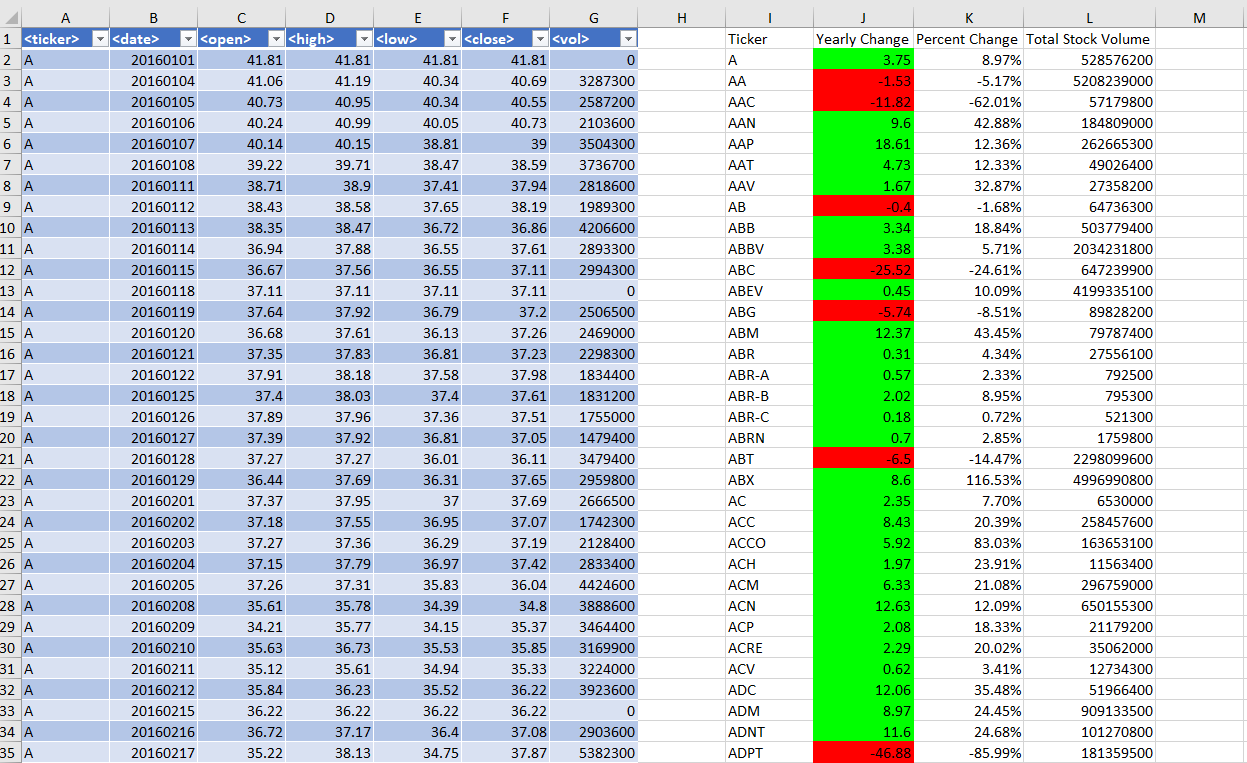 A B C D E F G H I J K L M
1 <ticker> <date> <open> <high> <low> <close> <vol> Ticker Yearly Change Percent Change Total Stock Volume
2 A 20160101 41.81 41.81 41.81 41.81 0 A 3.75 8.97% 528576200
3 A 20160104 41.06 41.19 40.34 40.69 3287300 AA -1.53 -5.17% 5208239000
4 A 20160105 40.73 40.95 40.34 40.55 2587200 AAC -11.82 -62.01% 57179800
5 A 20160106 40.24 40.99 40.05 40.73 2103600 AAN 9.6 42.88% 184809000
6 A 20160107 40.14 40.15 38.81 39 3504300 AAP 18.61 12.36% 262665300
7 A 20160108 39.22 39.71 38.47 38.59 3736700 AAT 4.73 12.33% 49026400
8 A 20160111 38.71 38.9 37.41 37.94 2818600 AAV 1.67 32.87% 27358200
9 A 20160112 38.43 38.58 37.65 38.19 1989300 AB -0.4 -1.68% 64736300
10 A 20160113 38.35 38.47 36.72 36.86 4206600 ABB 3.34 18.84% 503779400
11 A 20160114 36.94 37.88 36.55 37.61 2893300 ABBV 3.38 5.71% 2034231800
12 A 20160115 36.67 37.56 36.55 37.11 2994300 ABC -25.52 -24.61% 647239900
13 A 20160118 37.11 37.11 37.11 37.11 0 ABEV 0.45 10.09% 4199335100
14 A 20160119 37.64 37.92 36.79 37.2 2506500 ABG -5.74 -8.51% 89828200
15 A 20160120 36.68 37.61 36.13 37.26 2469000 ABM 12.37 43.45% 79787400
16 A 20160121 37.35 37.83 36.81 37.23 2298300 ABR 0.31 4.34% 27556100
17 A 20160122 37.91 38.18 37.58 37.98 1834400 ABR-A 0.57 2.33% 792500
18 A 20160125 37.4 38.03 37.4 37.61 1831200 ABR-B 2.02 8.95% 795300
19 A 20160126 37.89 37.96 37.36 37.51 1755000 ABR-C 0.18 0.72% 521300
20 A 20160127 37.39 37.92 36.81 37.05 1479400 ABRN 0.7 2.85% 1759800
21 A 20160128 37.27 37.27 36.01 36.11 3479400 ABT -6.5 -14.47% 2298099600
22 A 20160129 36.44 37.69 36.31 37.65 2959800 ABX 8.6 116.53% 4996990800
23 A 20160201 37.37 37.95 37 37.69 2666500 AC 2.35 7.70% 6530000
24 A 20160202 37.18 37.55 36.95 37.07 1742300 ACC 8.43 20.39% 258457600
25 A 20160203 37.27 37.36 36.29 37.19 2128400 ACCO 5.92 83.03% 163653100
26 A 20160204 37.15 37.79 36.97 37.42 2833400 ACH 1.97 23.91% 11563400
27 A 20160205 37.26 37.31 35.83 36.04 4424600 ACM 6.33 21.08% 296759000
28 A 20160208 35.61 35.78 34.39 34.8 3888600 ACN 12.63 12.09% 650155300
29 A 20160209 34.21 35.77 34.15 35.37 3464400 ACP 2.08 18.33% 21179200
30 A 20160210 35.63 36.73 35.53 35.85 3169900 ACRE 2.29 20.02% 35062000
31 A 20160211 35.12 35.61 34.94 35.33 3224000 ACV 0.62 3.41% 12734300
32 A 20160212 35.84 36.23 35.52 36.22 3923600 ADC 12.06 35.48% 51966400
33 A 20160215 36.22 36.22 36.22 36.22 0 ADM 8.97 24.45% 909133500
34 A 20160216 36.72 37.17 36.4 37.08 2903600 ADNT 11.6 24.68% 101270800
35 A 20160217 35.22 38.13 34.75 37.87 5382300 ADPT -46.88 -85.99% 181359500